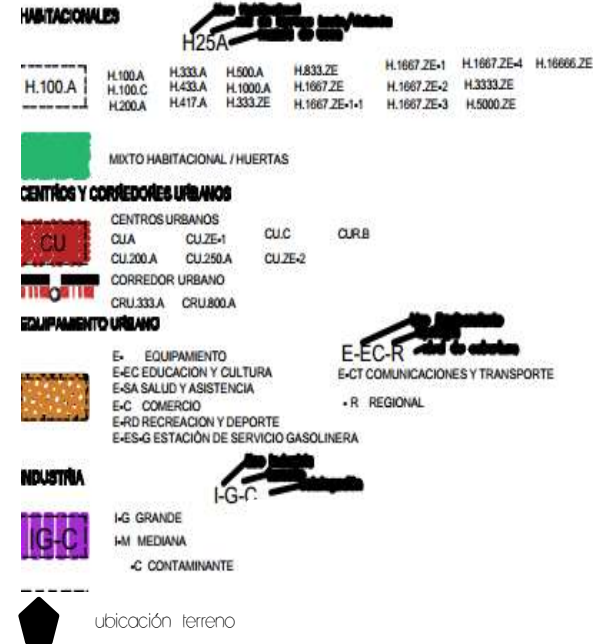 HABITACIONALES
H25A
H.100.A
H.100.A H.333.A H.500.A H.833.ZE H.1667.ZE-1 H.1667.ZE-4 H.16666.ZE
H.100.C H.433.A H.1000.A H.1667.ZE H.1667.ZE-2 H.3333.ZE
H.200.A H.417.A H.333.ZE H.1667.ZE-1-1 H.1667.ZE-3 H.5000.ZE
MIXTO HABITACIONAL / HUERTAS
CENTROS Y CORREDORES URBANOS
CU
CENTROS URBANOS
CU.A CU.ZE-1 CU.C CUR.B
CU.200.A CU.250.A CU.ZE-2
CORREDOR URBANO
CRU.333.A CRU.800.A
EQUIPAMIENTO URBANO
E-EC-R
E- EQUIPAMIENTO
E-EC EDUCACION Y CULTURA
E-SA SALUD Y ASISTENCIA
E-C COMERCIO
E-RD RECREACION Y DEPORTE
E-ES-G ESTACIÓN DE SERVICIO GASOLINERA
E-CT COMUNICACIONES Y TRANSPORTE
- R REGIONAL
INDUSTRIA
I-G-C
IG-C
I-G GRANDE
I-M MEDIANA
-C CONTAMINANTE
ubicación terreno